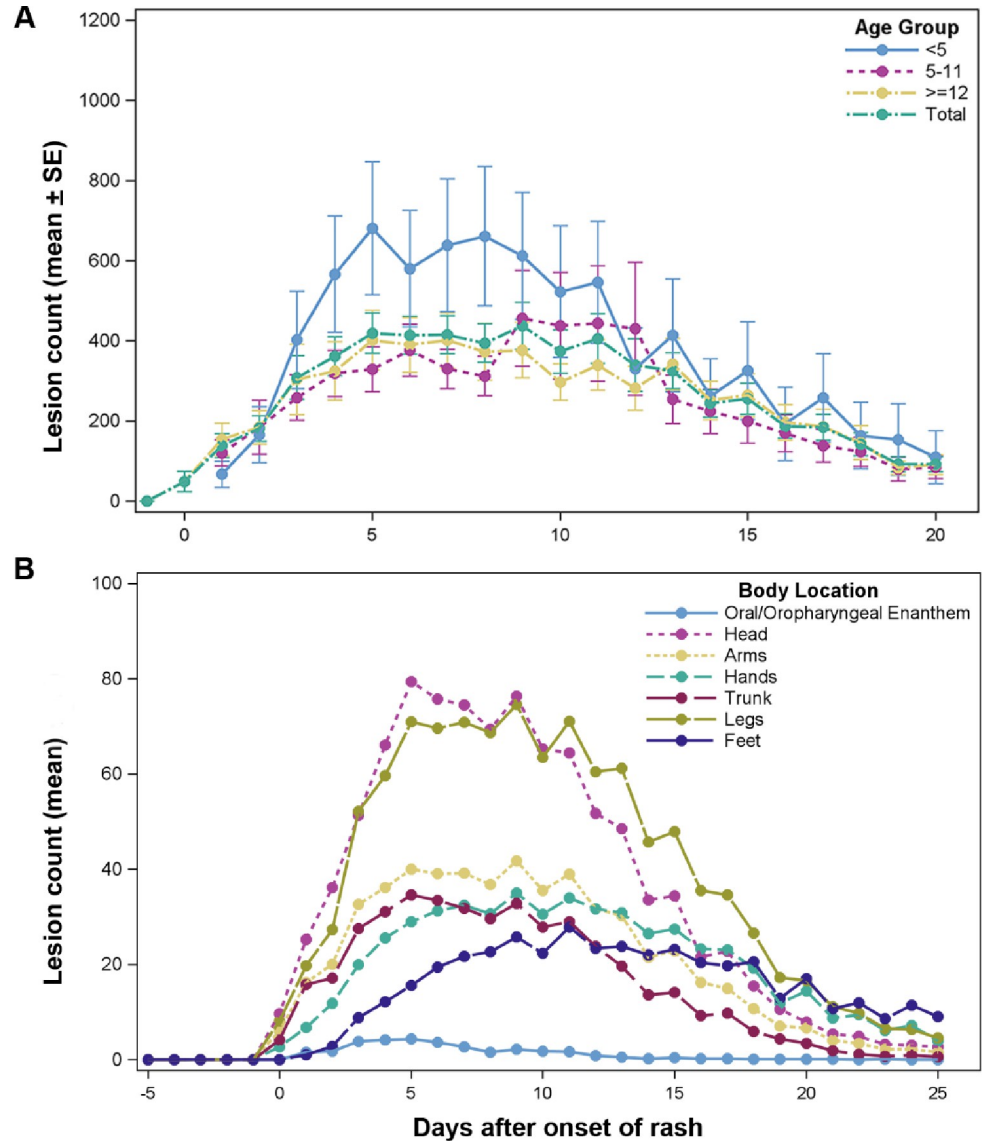 A
1200
1000
800
600
400
200
0
Lesion count (mean ± SE)
Age Group
<5
5-11
>=12
Total
0
5
10
15
20
B
100
80
60
40
20
0
Lesion count (mean)
Body Location
Oral/Oropharyngeal Enanthem
Head
Arms
Hands
Trunk
Legs
Feet
-5
0
5
10
15
20
25
Days after onset of rash